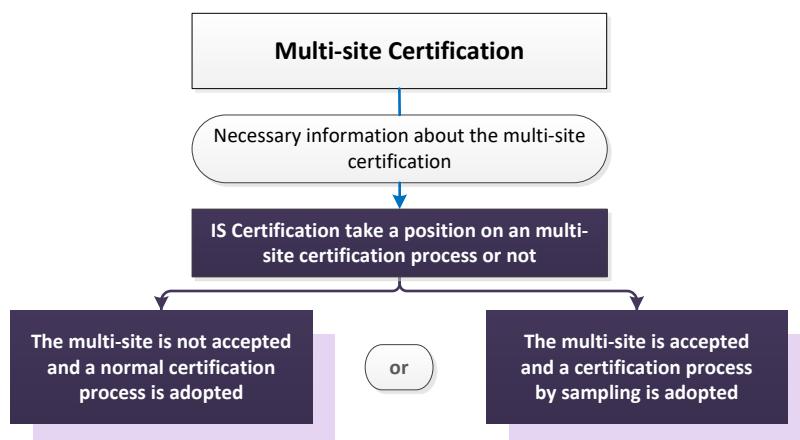 Multi-site Certification
Necessary information about the multi-site
certification
IS Certification take a position on an multi-
site certification process or not
The multi-site is not accepted
and a normal certification
process is adopted
or
The multi-site is accepted
and a certification process
by sampling is adopted